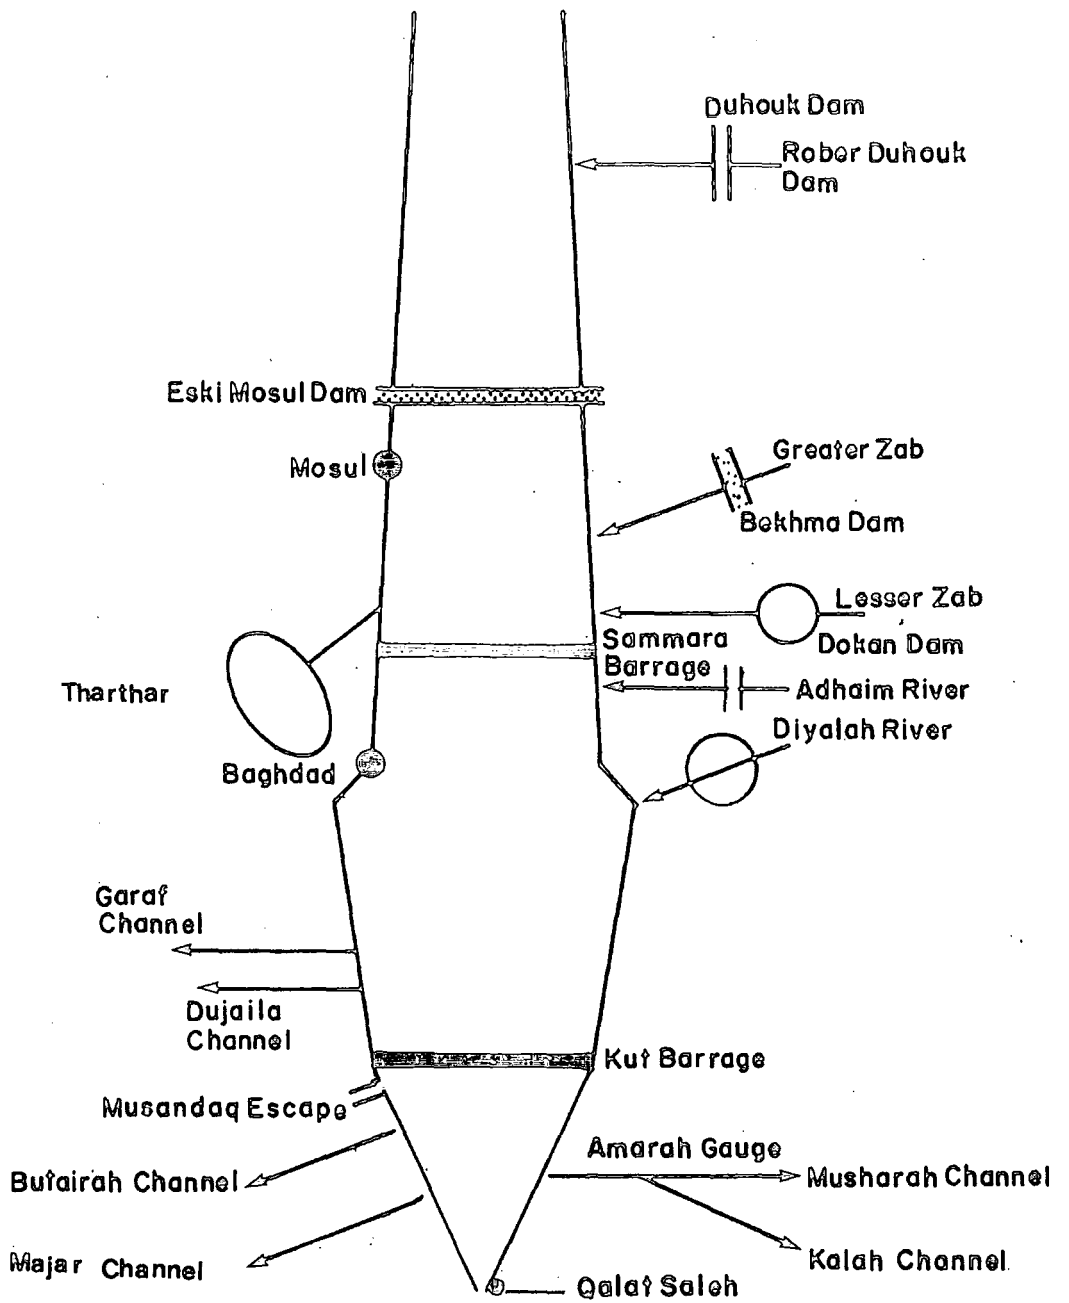 Duhouk Dam
Rober Duhouk
Dam
Eski Mosul Dam
Mosul
Greater Zab
Bekhma Dam
Lesser Zab
Dokan Dam
Sammara
Barrage
Adhaim River
Tharthar
Diyalah River
Baghdad
Garaf
Channel
Dujaila
Channel
Kut Barrage
Musandaq Escape
Amarah Gauge
Butairah Channel
Musharah Channel
Majar Channel
Kalah Channel
Qalat Saleh